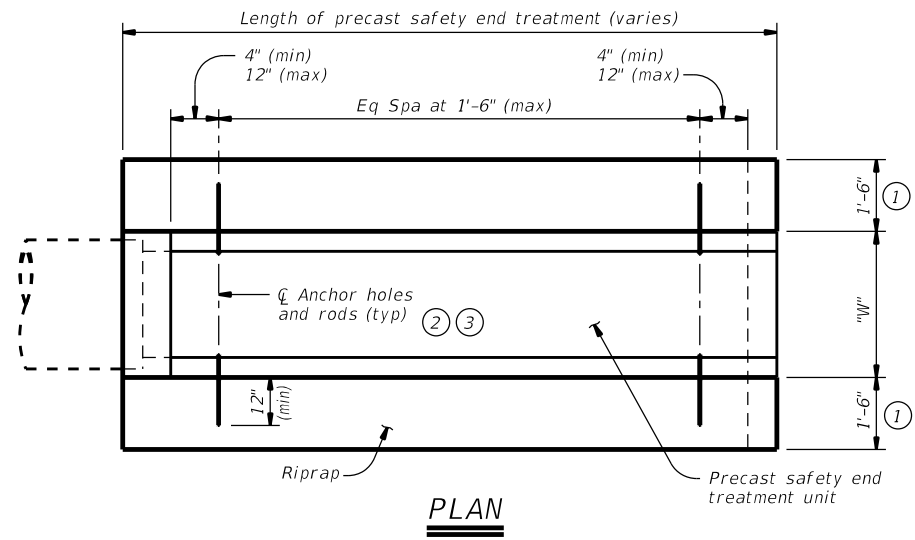 Length of precast safety end treatment (varies)
4" (min)
12" (max)
4" (min)
12" (max)
Eq Spa at 1'-6" (max)
1'-6"
1
℄ Anchor holes
and rods (typ)
2 3
"W"
12"
(min)
1'-6"
1
Riprap
Precast safety end
treatment unit
PLAN